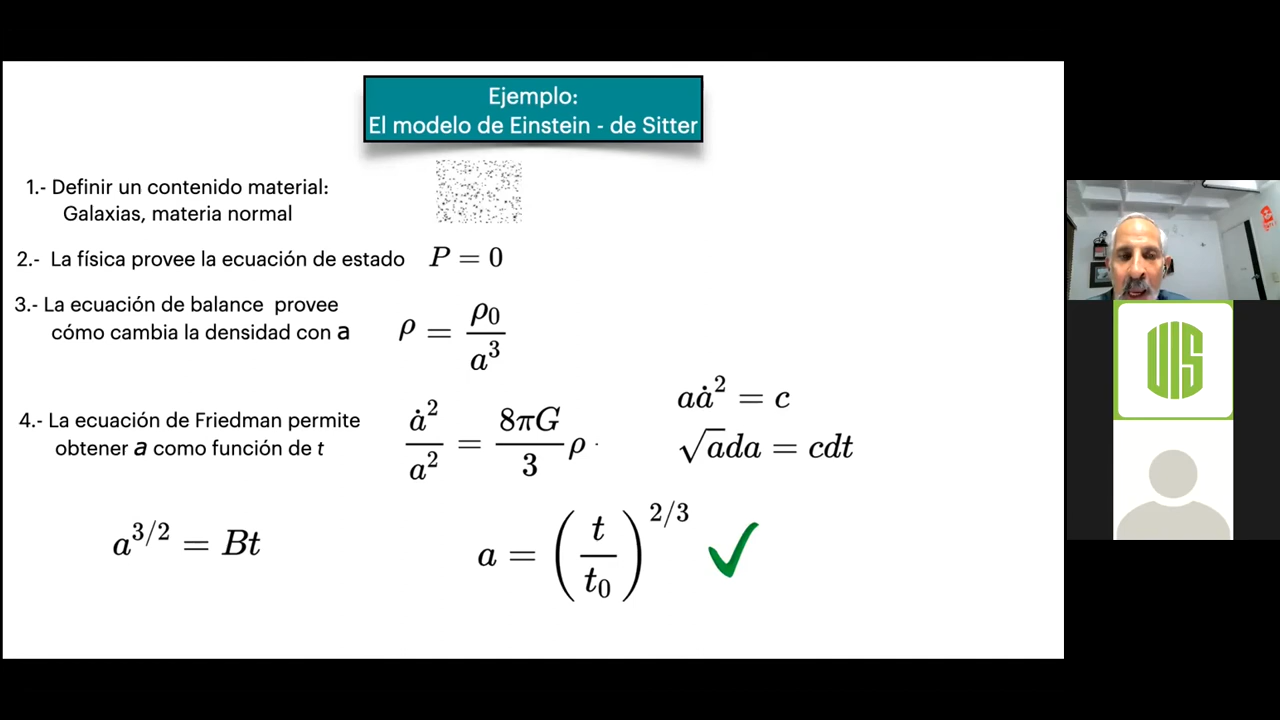 Ejemplo:
El modelo de Einstein - de Sitter
1.- Definir un contenido material:
Galaxias, materia normal
2.- La física provee la ecuación de estado P = 0
3.- La ecuación de balance provee
cómo cambia la densidad con a
ρ = ρ₀/a³
4.- La ecuación de Friedman permite
obtener a como función de t
ȧ²/a² = 8πG/3 ρ
aȧ² = c
√ada = cdt
a^{3/2} = Bt
a = (t/t₀)^{2/3}
UIS